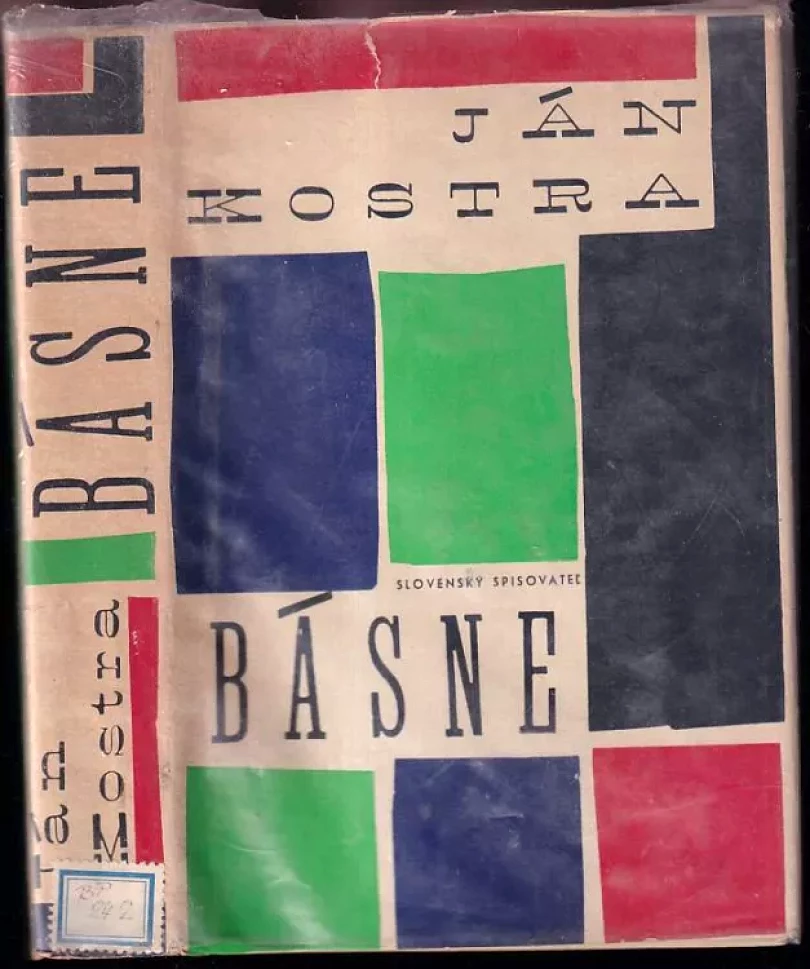 JÁN
KOSTRA
SLOVENSKÝ SPISOVATEĽ
BÁSNE
BÁSNE
Ján
Kostra